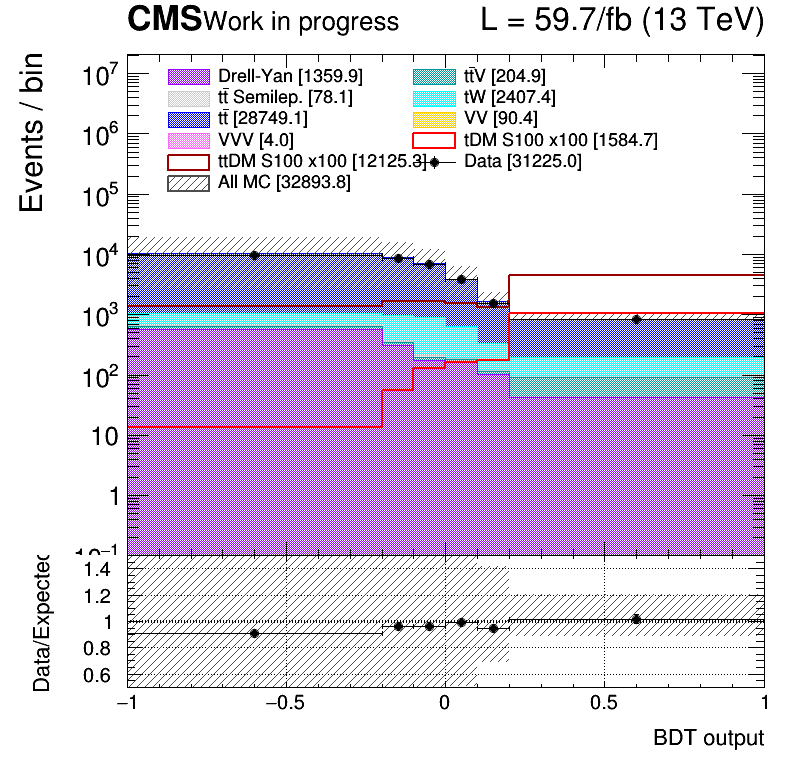 CMS Work in progress L = 59.7/fb (13 TeV)
Events / bin
10⁷
10⁶
10⁵
10⁴
10³
10²
10
1
10⁻¹
Drell-Yan [1359.9] tt̄V [204.9]
tt̄ Semilep. [78.1] tW [2407.4]
tt̄ [28749.1] VV [90.4]
VVV [4.0] tDM S100 x100 [1584.7]
ttDM S100 x100 [12125.3] Data [31225.0]
All MC [32893.8]
Data/Expected
1.4
1.2
1
0.8
0.6
−1 −0.5 0 0.5 1
BDT output